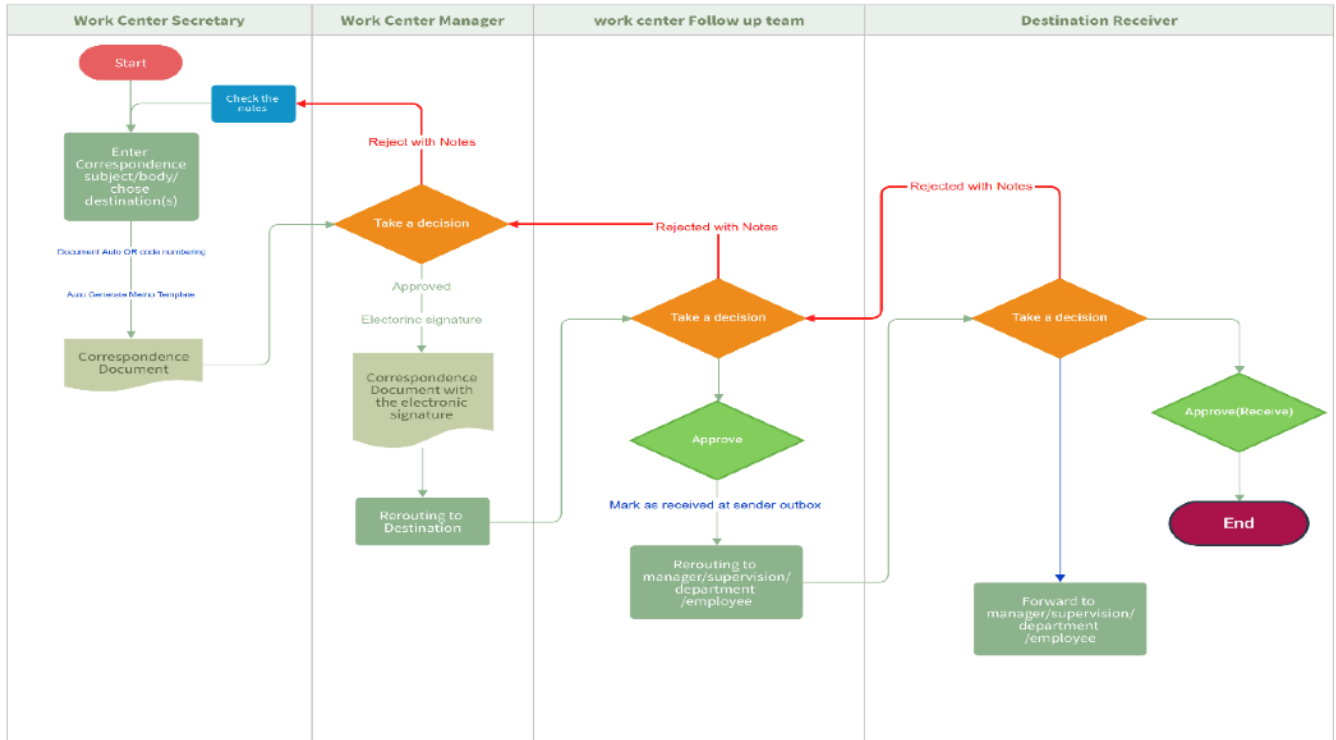 Work Center Secretary
Work Center Manager
work center Follow up team
Destination Receiver
Start
Check the
notes
Enter
Correspondence
subject/body/
chose
destination(s)
Document Auto QR code numbering
Auto Generate Memo Template
Correspondence
Document
Reject with Notes
Take a decision
Approved
Electorinc signature
Correspondence
Document with
the electronic
signature
Rerouting to
Destination
Rejected with Notes
Take a decision
Approve
Mark as received at sender outbox
Rerouting to
manager/supervision/
department
/employee
Rejected with Notes
Take a decision
Approve(Receive)
End
Forward to
manager/supervision/
department
/employee